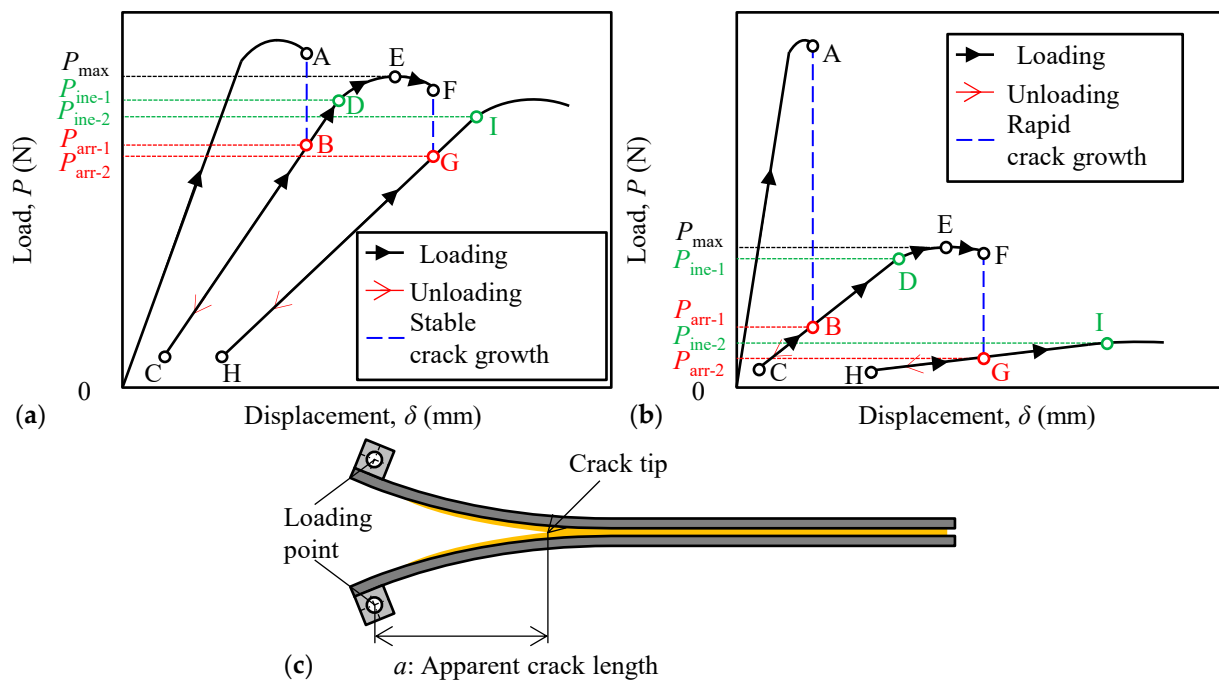 A
P_max
E
P_ine-1
F
P_ine-2
D
I
P_arr-1
B
P_arr-2
G
Load, P (N)
Loading
Unloading
Stable
crack growth
C
H
0
(a)
Displacement, δ (mm)
A
Loading
Unloading
Rapid
crack growth
Load, P (N)
P_max
E
P_ine-1
F
D
P_arr-1
B
I
P_ine-2
P_arr-2
G
C
H
0
(b)
Displacement, δ (mm)
Crack tip
Loading
point
(c)
a: Apparent crack length